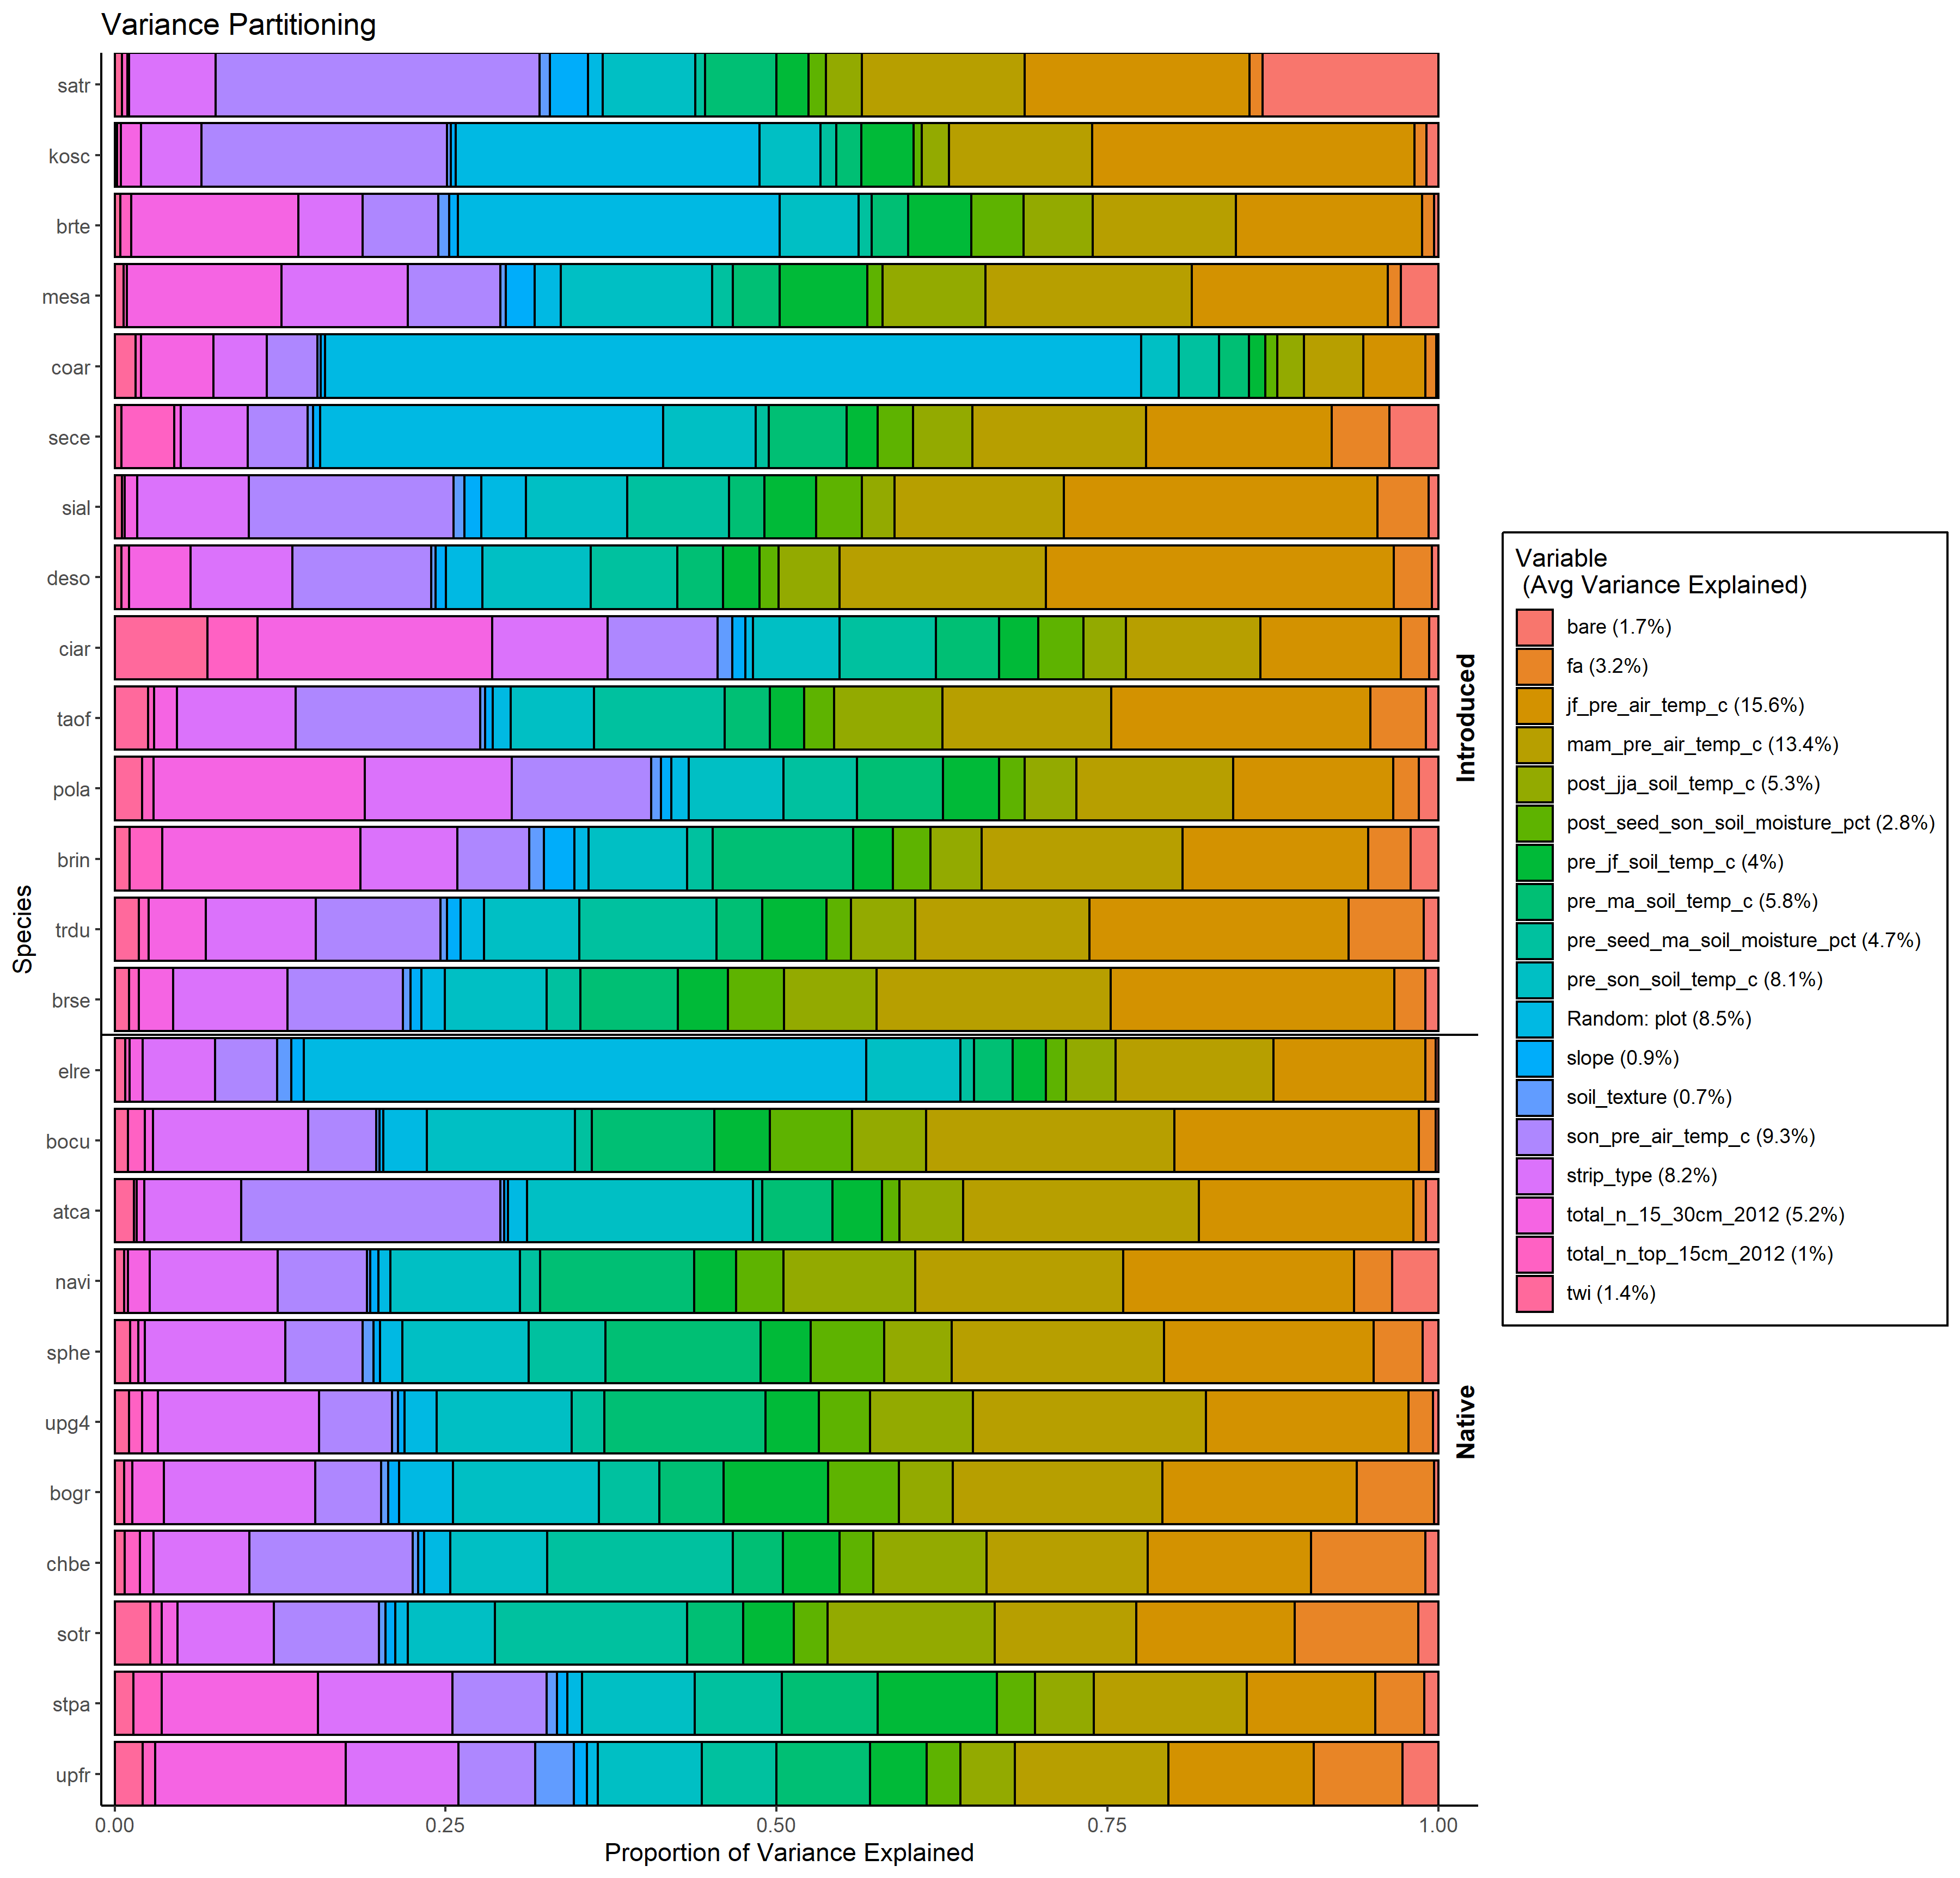 Variance Partitioning
satr
kosc
brte
mesa
coar
sece
sial
deso
ciar
taof
pola
brin
trdu
brse
elre
bocu
atca
navi
sphe
upg4
bogr
chbe
sotr
stpa
upfr
Species
0.00
0.25
0.50
0.75
1.00
Proportion of Variance Explained
Introduced
Native
Variable
(Avg Variance Explained)
bare (1.7%)
fa (3.2%)
jf_pre_air_temp_c (15.6%)
mam_pre_air_temp_c (13.4%)
post_jja_soil_temp_c (5.3%)
post_seed_son_soil_moisture_pct (2.8%)
pre_jf_soil_temp_c (4%)
pre_ma_soil_temp_c (5.8%)
pre_seed_ma_soil_moisture_pct (4.7%)
pre_son_soil_temp_c (8.1%)
Random: plot (8.5%)
slope (0.9%)
soil_texture (0.7%)
son_pre_air_temp_c (9.3%)
strip_type (8.2%)
total_n_15_30cm_2012 (5.2%)
total_n_top_15cm_2012 (1%)
twi (1.4%)